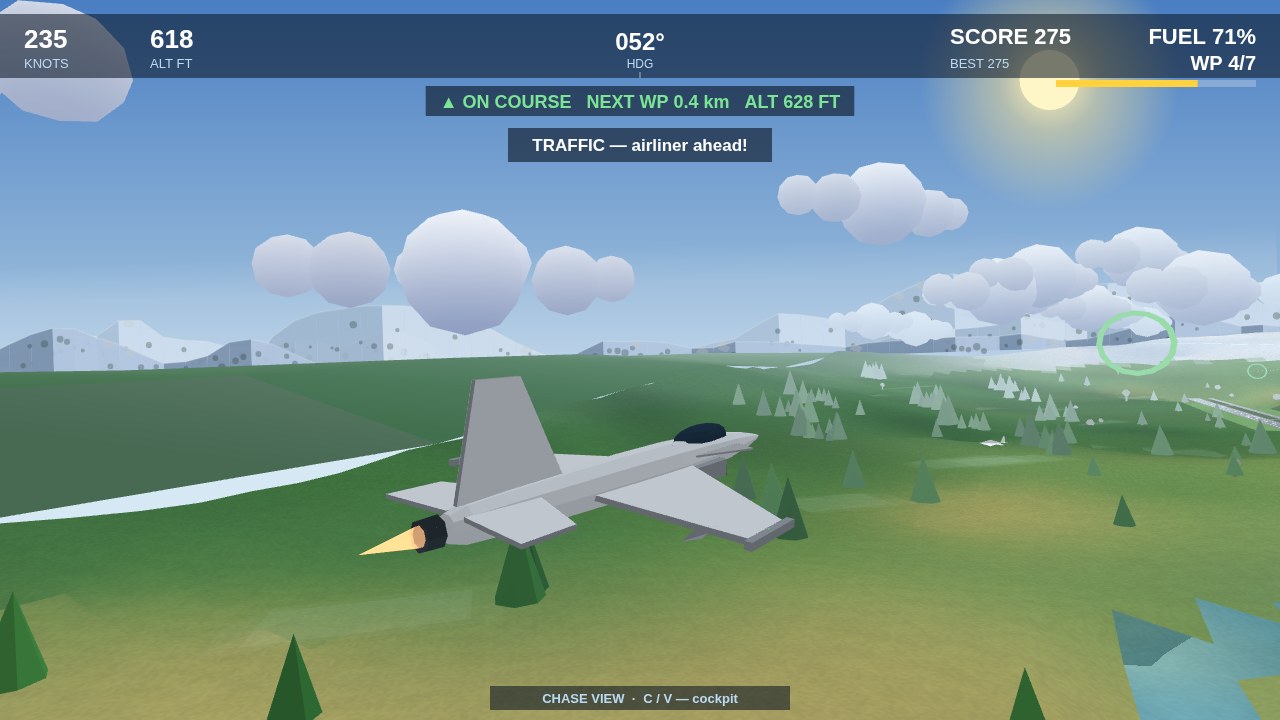 235 618 052° SCORE 275 FUEL 71%
KNOTS ALT FT HDG BEST 275 WP 4/7
▲ ON COURSE NEXT WP 0.4 km ALT 628 FT
TRAFFIC — airliner ahead!
CHASE VIEW · C / V — cockpit